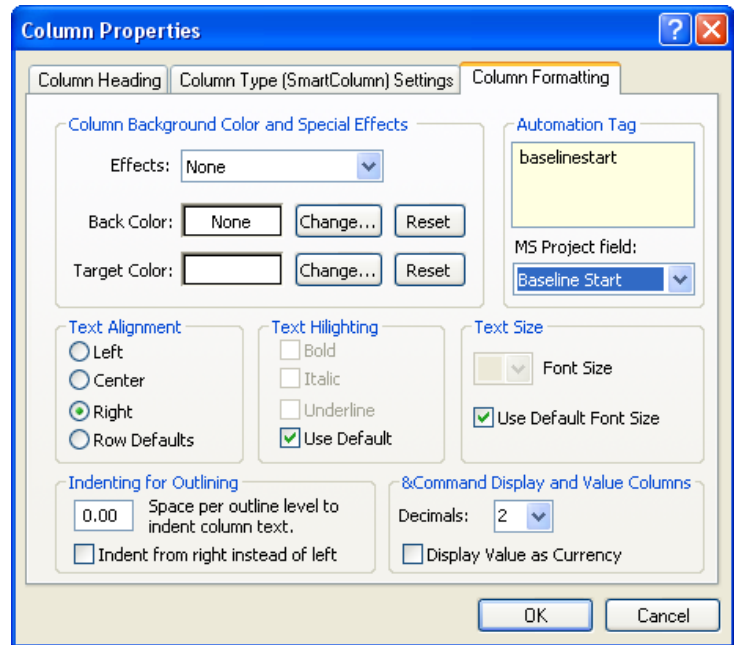 Column Properties
Column Heading
Column Type (SmartColumn) Settings
Column Formatting
Column Background Color and Special Effects
Effects: None
Back Color: None Change... Reset
Target Color: Change... Reset
Automation Tag
baselinestart
MS Project field:
Baseline Start
Text Alignment
Left
Center
Right
Row Defaults
Text Hilighting
Bold
Italic
Underline
Use Default
Text Size
Font Size
Use Default Font Size
Indenting for Outlining
0.00 Space per outline level to
indent column text.
Indent from right instead of left
&Command Display and Value Columns
Decimals: 2
Display Value as Currency
OK
Cancel